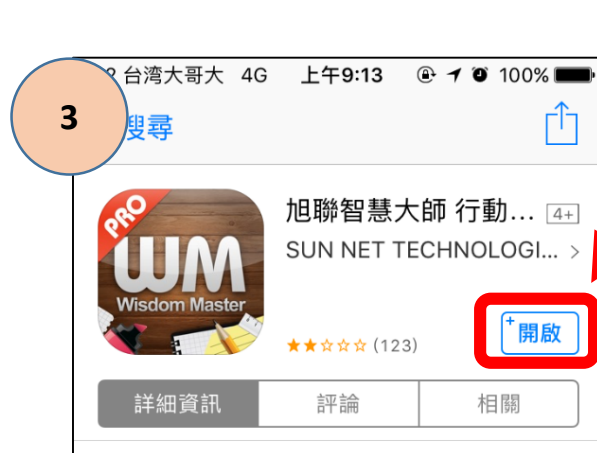 台湾大哥大 4G 上午9:13 100%
3
搜尋
PRO
WM
Wisdom Master
旭聯智慧大師 行動... 4+
SUN NET TECHNOLOGI... >
(123)
+開啟
詳細資訊 評論 相關